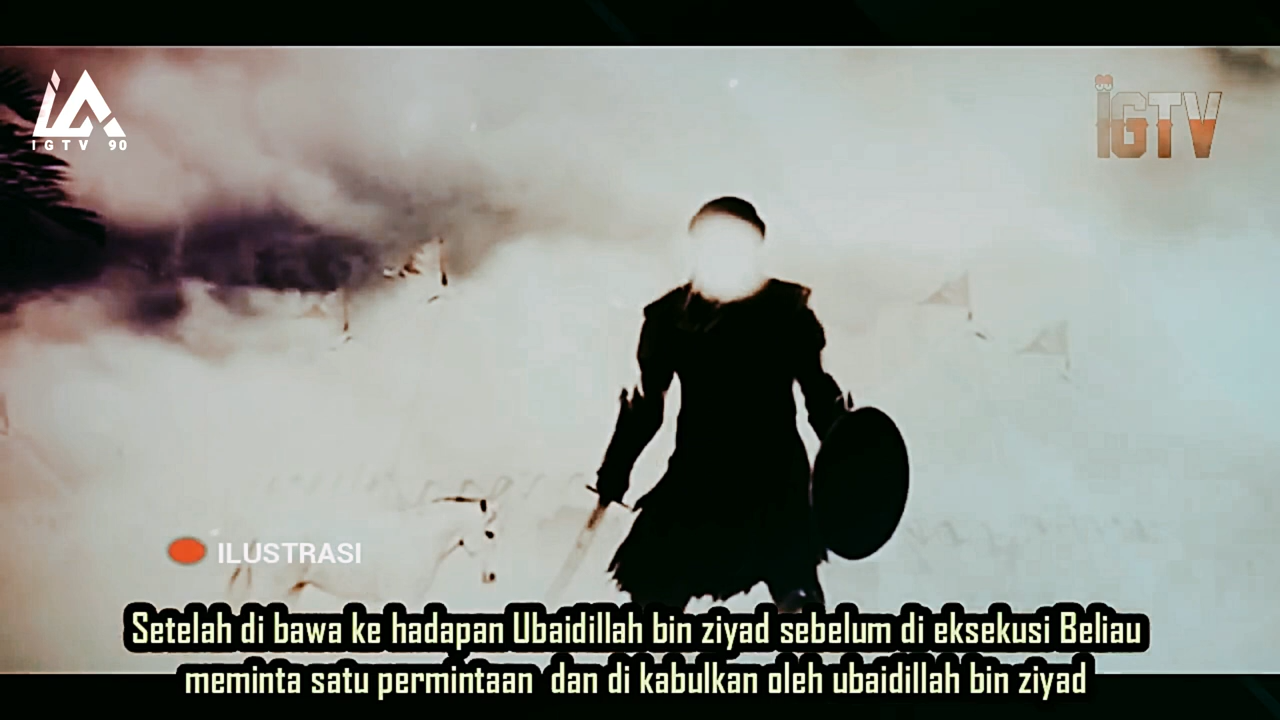 IA
IGTV 90
IGTV
ILUSTRASI
Setelah di bawa ke hadapan Ubaidillah bin ziyad sebelum di eksekusi Beliau
meminta satu permintaan dan di kabulkan oleh ubaidillah bin ziyad